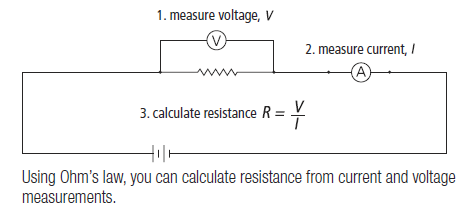 1. measure voltage, V
V
2. measure current, I
A
3. calculate resistance R = V/I
Using Ohm's law, you can calculate resistance from current and voltage
measurements.